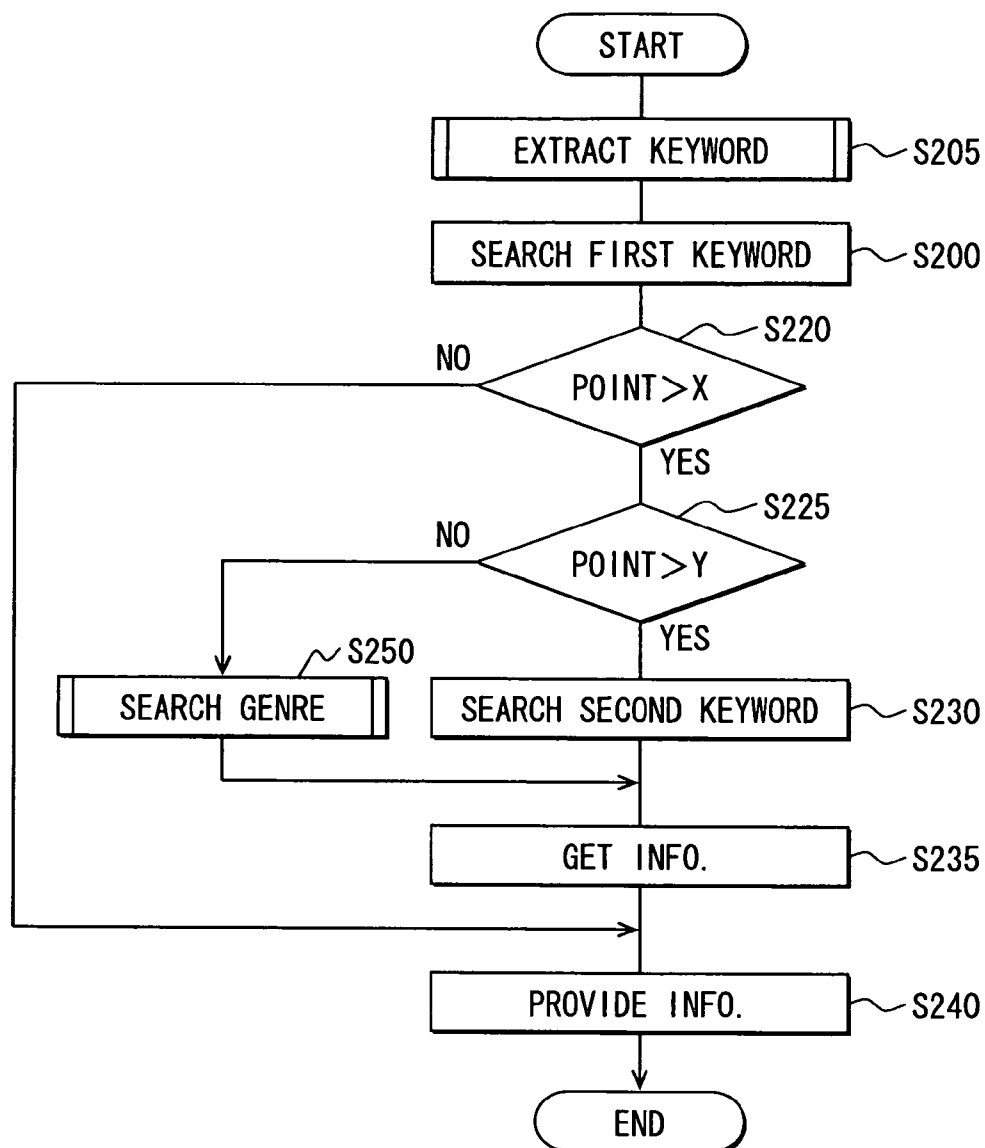 START
EXTRACT KEYWORD
S205
SEARCH FIRST KEYWORD
S200
S220
NO
POINT>X
YES
S225
NO
POINT>Y
YES
S250
SEARCH GENRE
SEARCH SECOND KEYWORD
S230
GET INFO.
S235
PROVIDE INFO.
S240
END